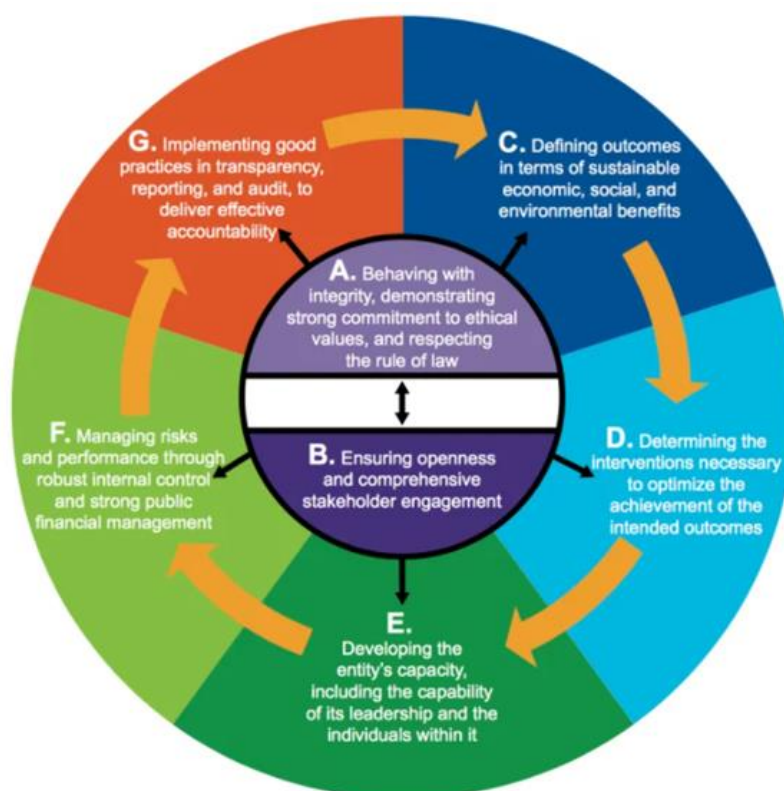 A. Behaving with
integrity, demonstrating
strong commitment to ethical
values, and respecting
the rule of law
B. Ensuring openness
and comprehensive
stakeholder engagement
C. Defining outcomes
in terms of sustainable
economic, social, and
environmental benefits
D. Determining the
interventions necessary
to optimize the
achievement of the
intended outcomes
E.
Developing the
entity's capacity,
including the capability
of its leadership and the
individuals within it
F. Managing risks
and performance through
robust internal control
and strong public
financial management
G. Implementing good
practices in transparency,
reporting, and audit, to
deliver effective
accountability